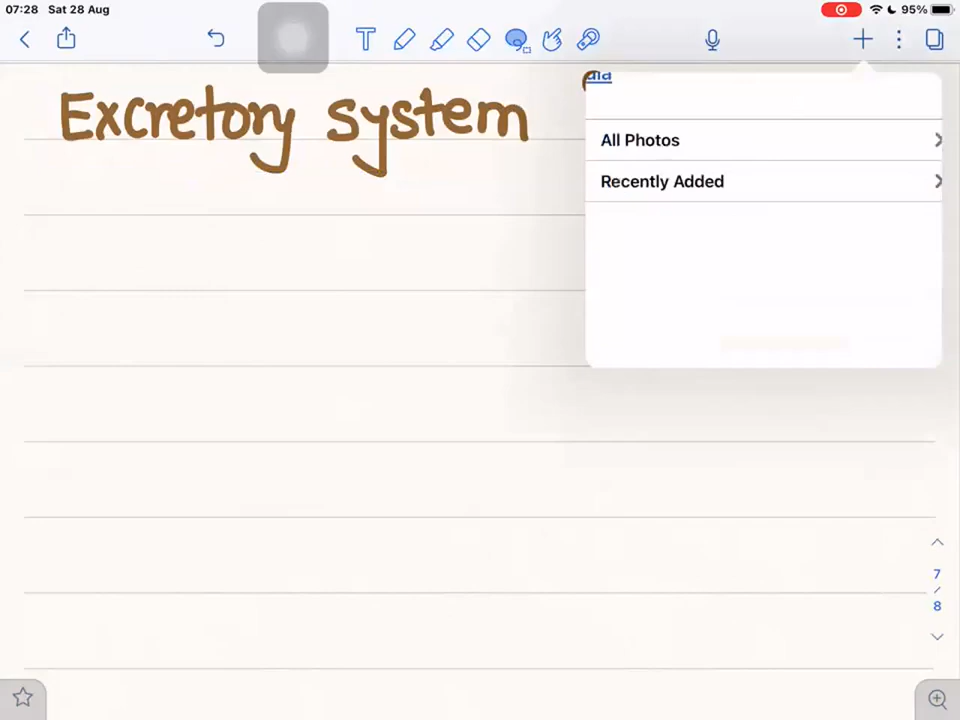 07:28 Sat 28 Aug 95%
Excretory system
All Photos
Recently Added
7
/
8